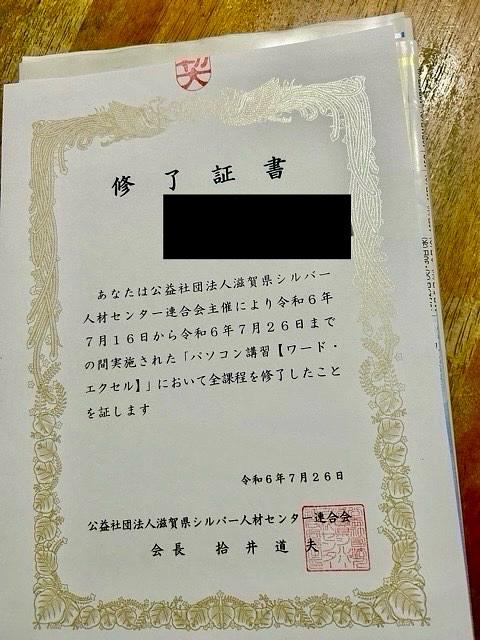 修了証書
あなたは公益社団法人滋賀県シルバー
人材センター連合会主催により令和６年
７月１６日から令和６年７月２６日まで
の間実施された「パソコン講習【ワード・
エクセル】」において全課程を修了したこと
を証します
令和６年７月２６日
公益社団法人滋賀県シルバー人材センター連合会
会長 拾井道夫